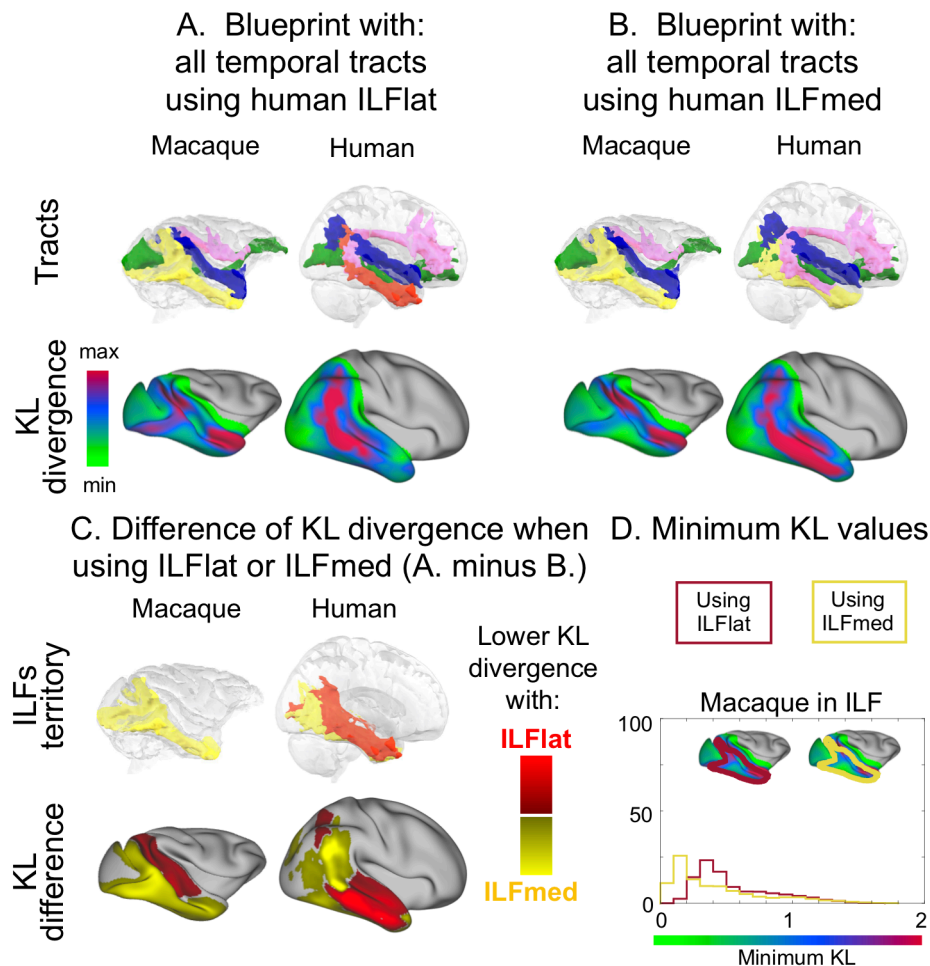 A. Blueprint with:
all temporal tracts
using human ILFlat
B. Blueprint with:
all temporal tracts
using human ILFmed
Macaque
Human
Macaque
Human
Tracts
KL
divergence
max
min
C. Difference of KL divergence when
using ILFlat or ILFmed (A. minus B.)
Macaque
Human
ILFs
territory
KL
difference
Lower KL
divergence
with:
ILFlat
ILFmed
D. Minimum KL values
Using
ILFlat
Using
ILFmed
Macaque in ILF
100
50
0
0
1
2
Minimum KL